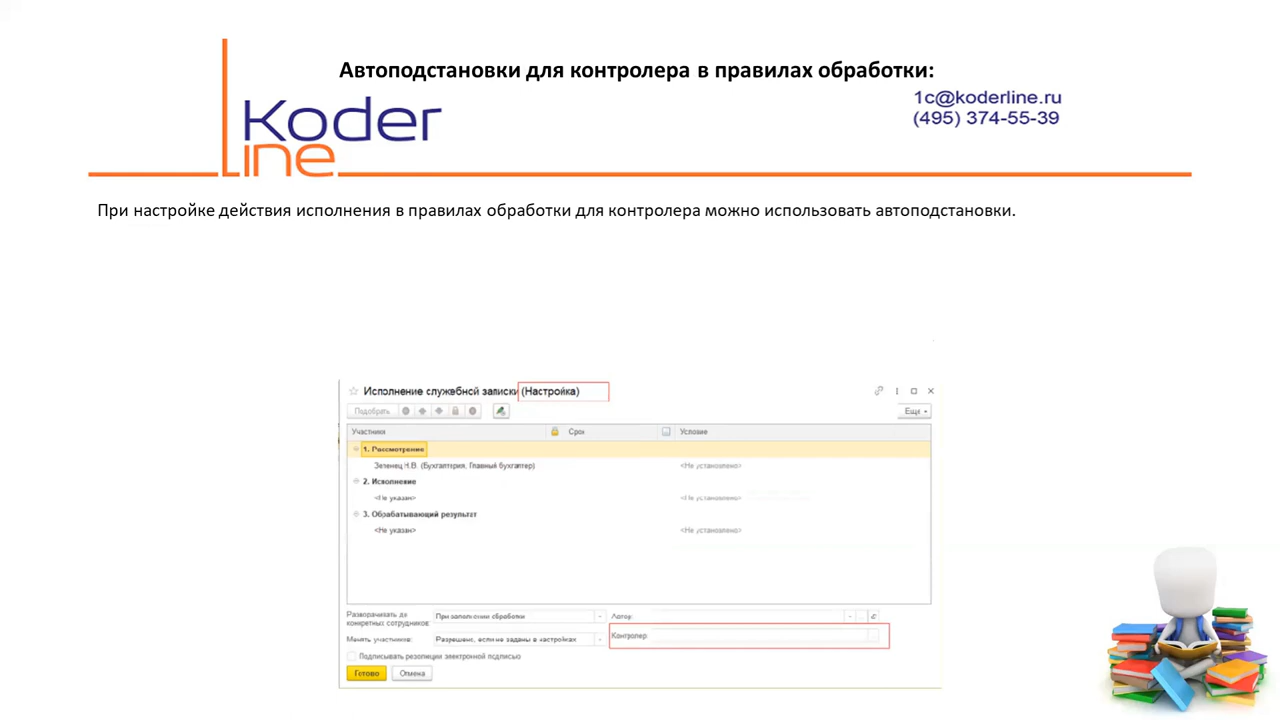 Автоподстановки для контролера в правилах обработки:
Koder
line
1c@koderline.ru
(495) 374-55-39
При настройке действия исполнения в правилах обработки для контролера можно использовать автоподстановки.
Исполнение служебной записки (Настройка)
Подобрать
Еще
Участники Срок Условие
1. Рассмотрение
Зеленец Н.В. (Бухгалтерия, Главный бухгалтер) <Не установлено>
2. Исполнение
<Не указан> <Не установлено>
3. Обрабатывающий результат
<Не указан> <Не установлено>
Разворачивать до конкретных сотрудников: При заполнении обработки Автор:
Менять участников: Разрешено, если не заданы в настройках Контролер:
Подписывать резолюции электронной подписью
Готово Отмена